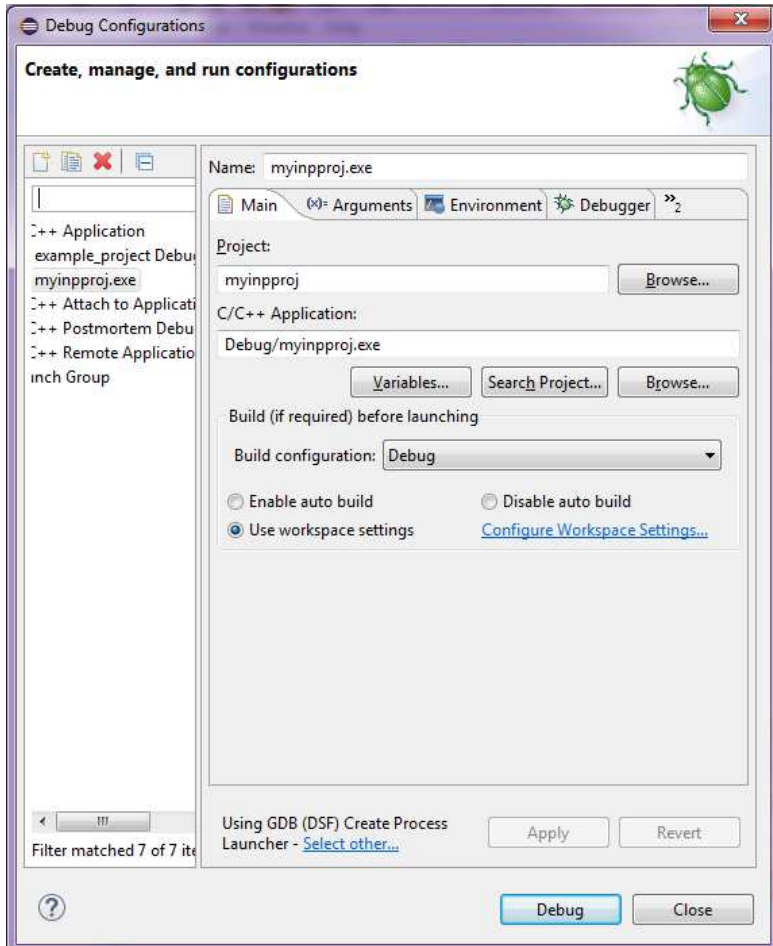 Debug Configurations
Create, manage, and run configurations
Name: myinpproj.exe
Main (x)= Arguments Environment Debugger »2
C++ Application
example_project Debu
myinpproj.exe
C++ Attach to Applicati
C++ Postmortem Debu
C++ Remote Applicatio
unch Group
Project:
myinpproj
Browse...
C/C++ Application:
Debug/myinpproj.exe
Variables... Search Project... Browse...
Build (if required) before launching
Build configuration: Debug
Enable auto build Disable auto build
Use workspace settings Configure Workspace Settings...
Filter matched 7 of 7 ite
Using GDB (DSF) Create Process
Launcher - Select other...
Apply Revert
? Debug Close